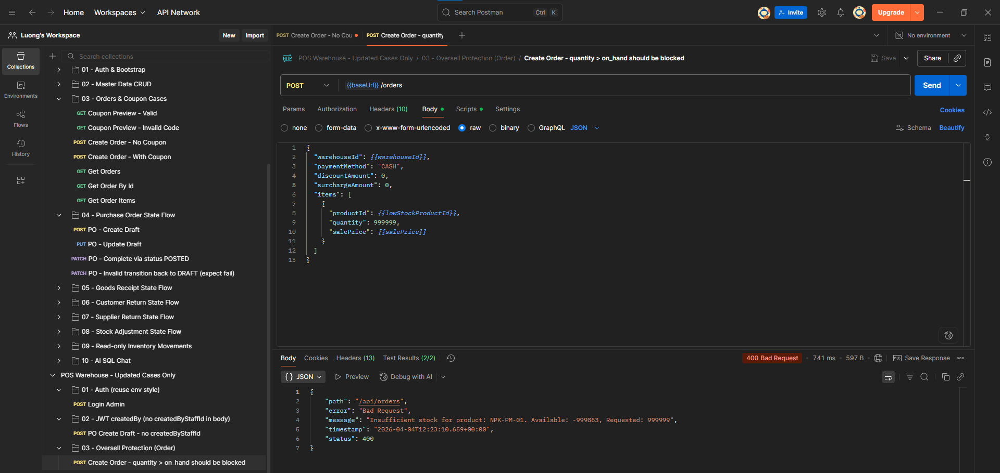 Home
Workspaces
API Network
Search Postman
Ctrl K
Invite
Upgrade
Luong's Workspace
New
Import
POST Create Order - No Cou
POST Create Order - quantity
No environment
Collections
Environments
Flows
History
Search collections
01 - Auth & Bootstrap
02 - Master Data CRUD
03 - Orders & Coupon Cases
GET Coupon Preview - Valid
GET Coupon Preview - Invalid Code
POST Create Order - No Coupon
POST Create Order - With Coupon
GET Get Orders
GET Get Order By Id
GET Get Order Items
04 - Purchase Order State Flow
POST PO - Create Draft
PUT PO - Update Draft
PATCH PO - Complete via status POSTED
PATCH PO - Invalid transition back to DRAFT (expect fail)
05 - Goods Receipt State Flow
06 - Customer Return State Flow
07 - Supplier Return State Flow
08 - Stock Adjustment State Flow
09 - Read-only Inventory Movements
10 - AI SQL Chat
POS Warehouse - Updated Cases Only
01 - Auth (reuse env style)
POST Login Admin
02 - JWT createdBy (no createdByStaffId in body)
POST PO Create Draft - no createdByStaffId
03 - Oversell Protection (Order)
POST Create Order - quantity > on_hand should be blocked
HTTP POS Warehouse - Updated Cases Only / 03 - Oversell Protection (Order) / Create Order - quantity > on_hand should be blocked
Save
Share
POST
{{baseUrl}} /orders
Send
Params
Authorization
Headers (10)
Body
Scripts
Settings
Cookies
none
form-data
x-www-form-urlencoded
raw
binary
GraphQL
JSON
Schema
Beautify
1 {
2 "warehouseId": {{warehouseId}},
3 "paymentMethod": "CASH",
4 "discountAmount": 0,
5 "surchargeAmount": 0,
6 "items": [
7 {
8 "productId": {{lowStockProductId}},
9 "quantity": 999999,
10 "salePrice": {{salePrice}}
11 }
12 ]
13 }
Body
Cookies
Headers (13)
Test Results (2/2)
400 Bad Request
741 ms
597 B
e.g. Save Response
{} JSON
Preview
Debug with AI
1 {
2 "path": "/api/orders",
3 "error": "Bad Request",
4 "message": "Insufficient stock for product: NPK-PM-01. Available: -999863, Requested: 999999",
5 "timestamp": "2026-04-04T12:23:10.659+00:00",
6 "status": 400
7 }